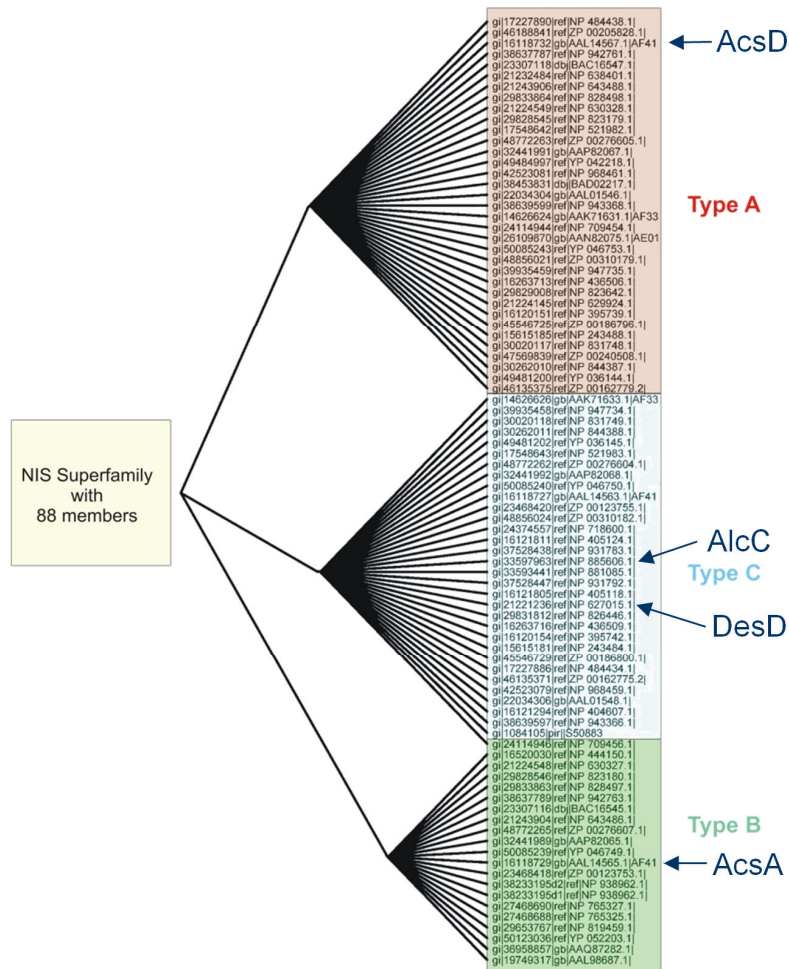 NIS Superfamily
with
88 members
gi|17227890|ref|NP 484438.1|
gi|46188841|ref|ZP 00205828.1|
gi|16118732|gb|AAL14567.1|AF41
gi|38637787|ref|NP 942761.1|
gi|23307118|dbj|BAC16547.1|
gi|21232484|ref|NP 638401.1|
gi|21243906|ref|NP 643488.1|
gi|29833864|ref|NP 828498.1|
gi|21224549|ref|NP 630328.1|
gi|29828545|ref|NP 823179.1|
gi|17548642|ref|NP 521982.1|
gi|48772263|ref|ZP 00276605.1|
gi|32441991|gb|AAP82067.1|
gi|49484997|ref|YP 042218.1|
gi|42523081|ref|NP 968461.1|
gi|38453831|dbj|BAD02217.1|
gi|22034304|gb|AAL01546.1|
gi|38639599|ref|NP 943368.1|
gi|14626624|gb|AAK71631.1|AF33
gi|24114944|ref|NP 709454.1|
gi|26109870|gb|AAN82075.1|AE01
gi|50085243|ref|YP 046753.1|
gi|48856021|ref|ZP 00310179.1|
gi|39935459|ref|NP 947735.1|
gi|16263713|ref|NP 436506.1|
gi|29829008|ref|NP 823642.1|
gi|21224145|ref|NP 629924.1|
gi|16120151|ref|NP 395739.1|
gi|45546725|ref|ZP 00186796.1|
gi|15615185|ref|NP 243488.1|
gi|30020117|ref|NP 831748.1|
gi|47569839|ref|ZP 00240508.1|
gi|30262010|ref|NP 844387.1|
gi|49481200|ref|YP 036144.1|
gi|46135375|ref|ZP 00162779.2|
gi|14626626|gb|AAK71633.1|AF33
gi|39935458|ref|NP 947734.1|
gi|30020118|ref|NP 831749.1|
gi|30262011|ref|NP 844388.1|
gi|49481202|ref|YP 036145.1|
gi|17548643|ref|NP 521983.1|
gi|48772262|ref|ZP 00276604.1|
gi|32441992|gb|AAP82068.1|
gi|50085240|ref|YP 046750.1|
gi|16118727|gb|AAL14563.1|AF41
gi|23468420|ref|ZP 00123755.1|
gi|48856024|ref|ZP 00310182.1|
gi|24374557|ref|NP 718600.1|
gi|16121811|ref|NP 405124.1|
gi|37528438|ref|NP 931783.1|
gi|33597963|ref|NP 885606.1|
gi|33593441|ref|NP 881085.1|
gi|37528447|ref|NP 931792.1|
gi|16121805|ref|NP 405118.1|
gi|21221236|ref|NP 627015.1|
gi|29831812|ref|NP 826446.1|
gi|16263716|ref|NP 436509.1|
gi|16120154|ref|NP 395742.1|
gi|15615181|ref|NP 243484.1|
gi|45546729|ref|ZP 00186800.1|
gi|17227886|ref|NP 484434.1|
gi|46135371|ref|ZP 00162775.2|
gi|42523079|ref|NP 968459.1|
gi|22034306|gb|AAL01548.1|
gi|16121294|ref|NP 404607.1|
gi|38639597|ref|NP 943366.1|
gi|1084105|pir||S50883
gi|24114946|ref|NP 709456.1|
gi|16520030|ref|NP 444150.1|
gi|21224548|ref|NP 630327.1|
gi|29828546|ref|NP 823180.1|
gi|29833863|ref|NP 828497.1|
gi|38637789|ref|NP 942763.1|
gi|23307116|dbj|BAC16545.1|
gi|21243904|ref|NP 643486.1|
gi|48772265|ref|ZP 00276607.1|
gi|32441989|gb|AAP82065.1|
gi|50085239|ref|YP 046749.1|
gi|16118729|gb|AAL14565.1|AF41
gi|23468418|ref|ZP 00123753.1|
gi|38233195d2|ref|NP 938962.1|
gi|38233195d1|ref|NP 938962.1|
gi|27468690|ref|NP 765327.1|
gi|27468688|ref|NP 765325.1|
gi|29653767|ref|NP 819459.1|
gi|50123036|ref|YP 052203.1|
gi|36958857|gb|AAQ87282.1|
gi|19749317|gb|AAL98687.1|
AcsD
Type A
AlcC
Type C
DesD
Type B
AcsA